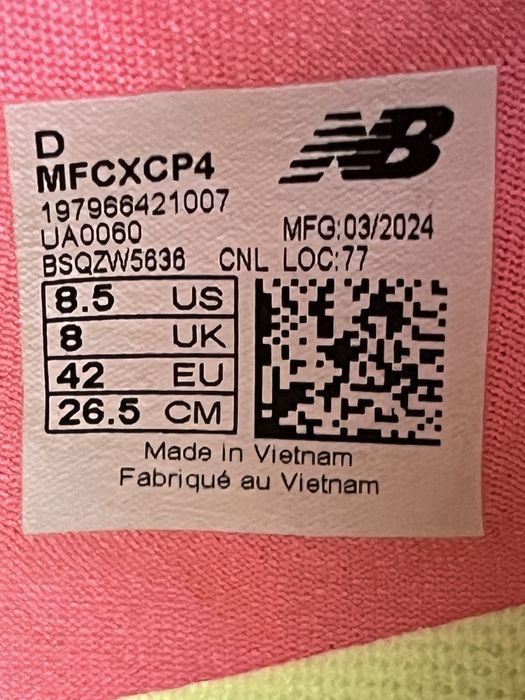 D
NB
MFCXCP4
197966421007
UA0060 MFG:03/2024
BSQZW5636 CNL LOC:77
8.5 US
8 UK
42 EU
26.5 CM
Made in Vietnam
Fabriqué au Vietnam